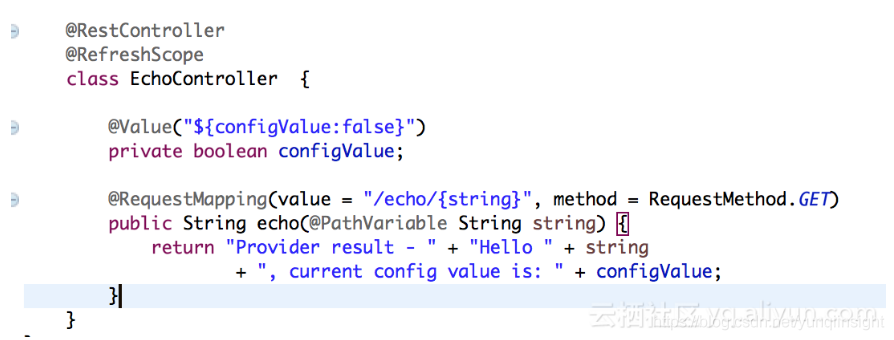 @RestController
@RefreshScope
class EchoController  {
@Value("${configValue:false}")
private boolean configValue;
@RequestMapping(value = "/echo/{string}", method = RequestMethod.GET)
public String echo(@PathVariable String string) {
return "Provider result - " + "Hello " + string
+ ", current config value is: " + configValue;
}
}
云栖社区 yq.aliyun.com
https://blog.csdn.net/yunqiinsight